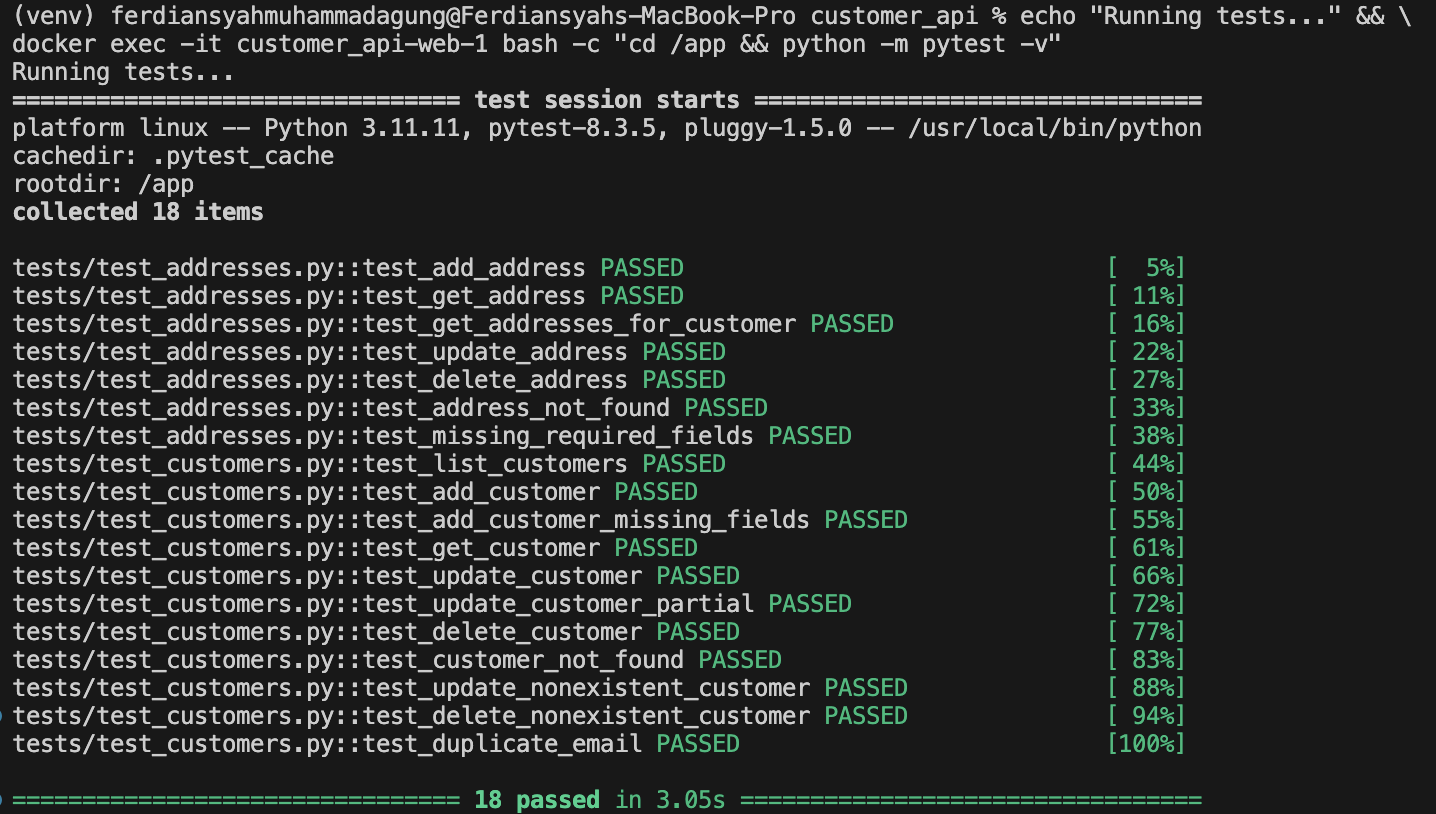 (venv) ferdiansyahmuhammadagung@Ferdiansyahs-MacBook-Pro customer_api % echo "Running tests..." && \
docker exec -it customer_api-web-1 bash -c "cd /app && python -m pytest -v"
Running tests...
================================ test session starts ================================
platform linux -- Python 3.11.11, pytest-8.3.5, pluggy-1.5.0 -- /usr/local/bin/python
cachedir: .pytest_cache
rootdir: /app
collected 18 items
tests/test_addresses.py::test_add_address PASSED                              [  5%]
tests/test_addresses.py::test_get_address PASSED                              [ 11%]
tests/test_addresses.py::test_get_addresses_for_customer PASSED               [ 16%]
tests/test_addresses.py::test_update_address PASSED                           [ 22%]
tests/test_addresses.py::test_delete_address PASSED                           [ 27%]
tests/test_addresses.py::test_address_not_found PASSED                        [ 33%]
tests/test_addresses.py::test_missing_required_fields PASSED                  [ 38%]
tests/test_customers.py::test_list_customers PASSED                           [ 44%]
tests/test_customers.py::test_add_customer PASSED                             [ 50%]
tests/test_customers.py::test_add_customer_missing_fields PASSED              [ 55%]
tests/test_customers.py::test_get_customer PASSED                             [ 61%]
tests/test_customers.py::test_update_customer PASSED                          [ 66%]
tests/test_customers.py::test_update_customer_partial PASSED                  [ 72%]
tests/test_customers.py::test_delete_customer PASSED                          [ 77%]
tests/test_customers.py::test_customer_not_found PASSED                       [ 83%]
tests/test_customers.py::test_update_nonexistent_customer PASSED              [ 88%]
tests/test_customers.py::test_delete_nonexistent_customer PASSED              [ 94%]
tests/test_customers.py::test_duplicate_email PASSED                          [100%]
================================ 18 passed in 3.05s =================================